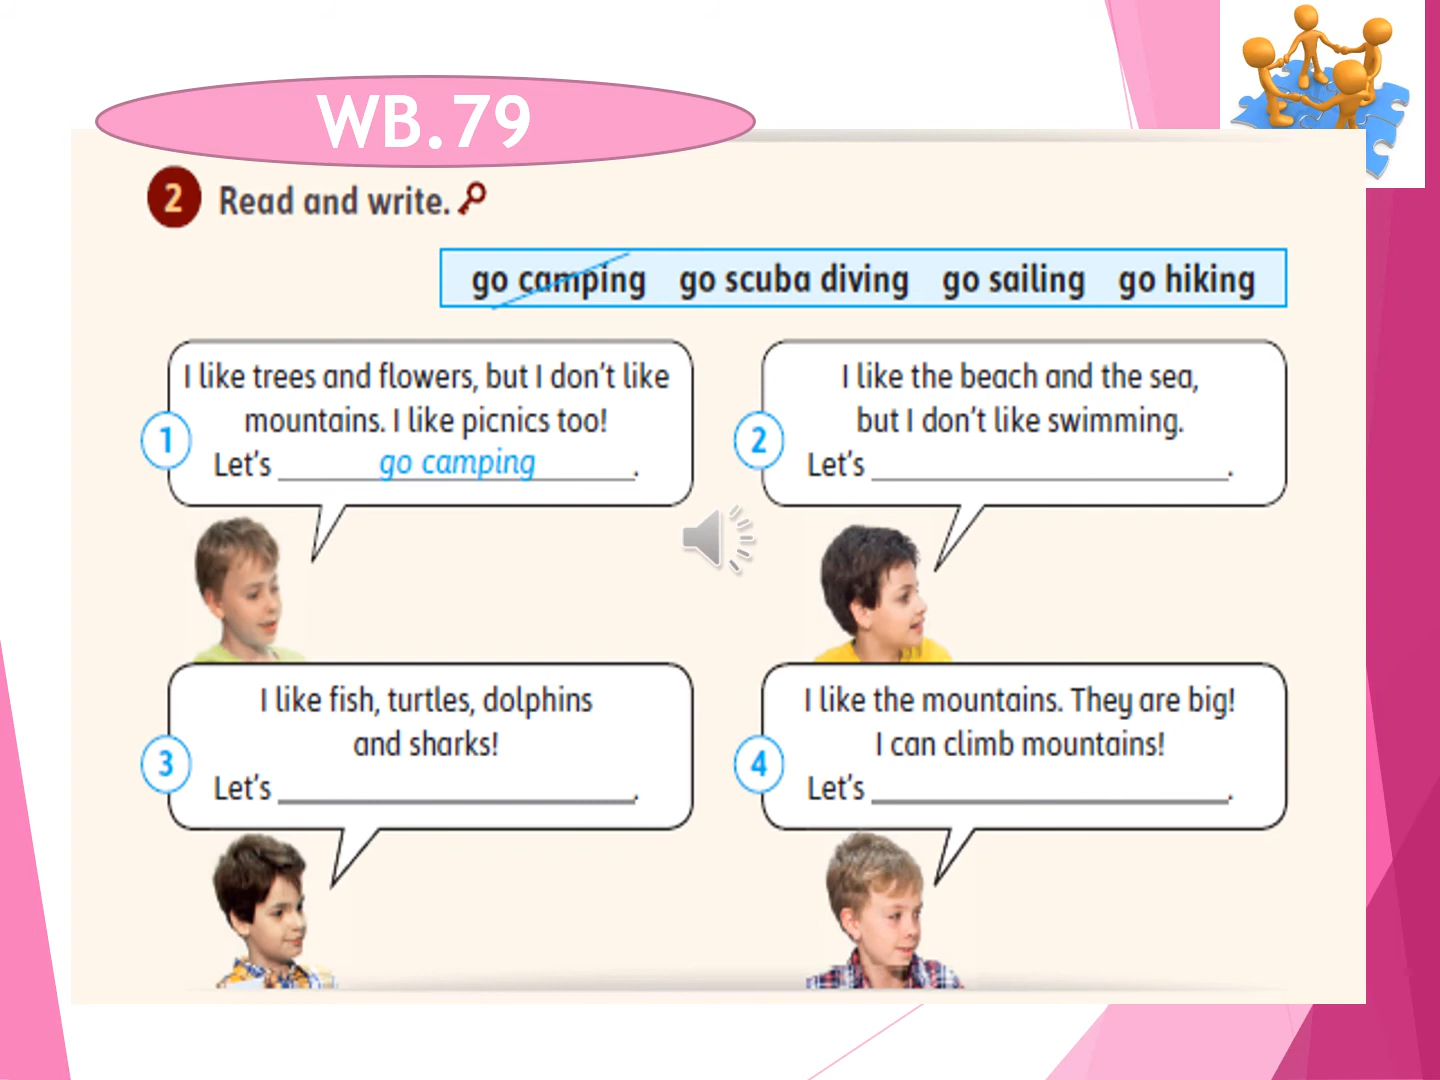 WB.79
2 Read and write.
go camping go scuba diving go sailing go hiking
I like trees and flowers, but I don't like
mountains. I like picnics too!
1
Let's go camping.
I like the beach and the sea,
but I don't like swimming.
2
Let's ______.
I like fish, turtles, dolphins
and sharks!
3
Let's ______.
I like the mountains. They are big!
I can climb mountains!
4
Let's ______.